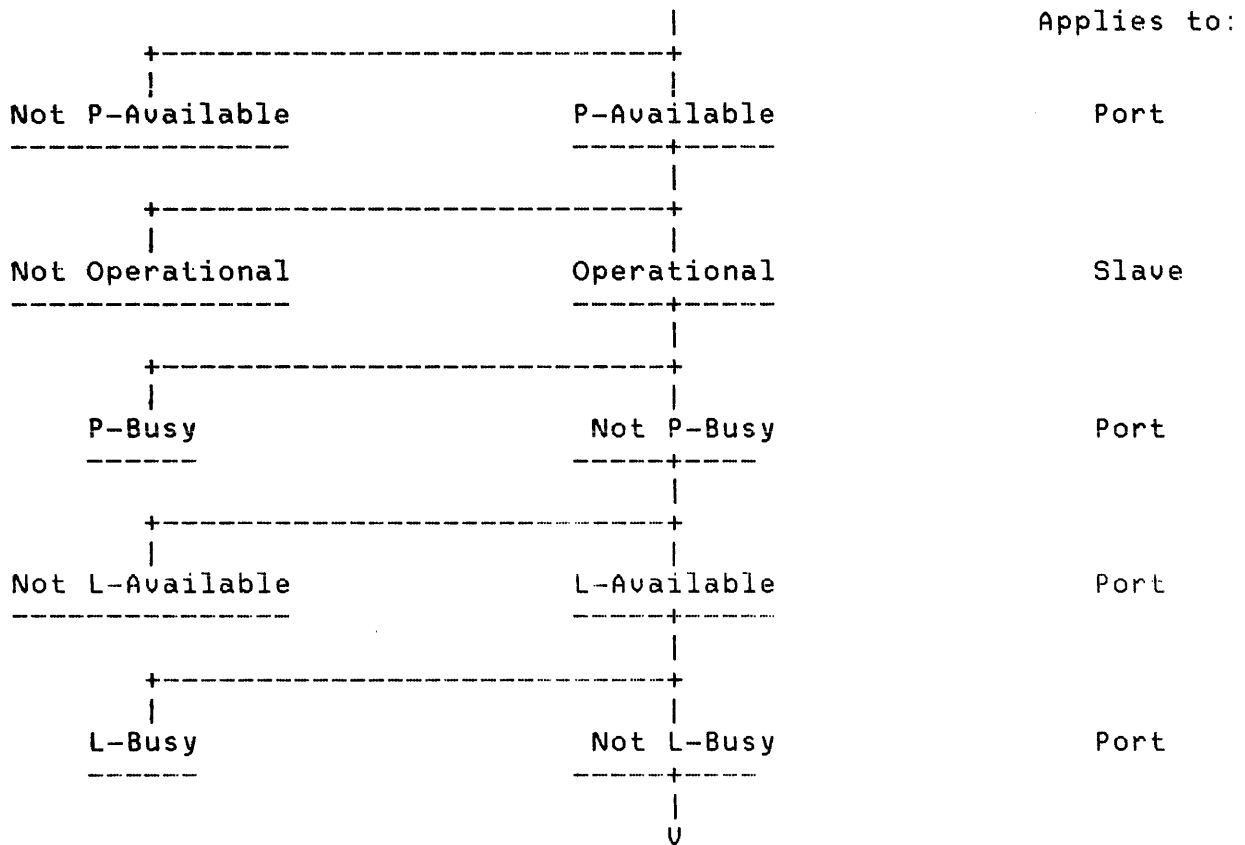 Applies to:
Not P-Available P-Available Port
Not Operational Operational Slave
P-Busy Not P-Busy Port
Not L-Available L-Available Port
L-Busy Not L-Busy Port
V